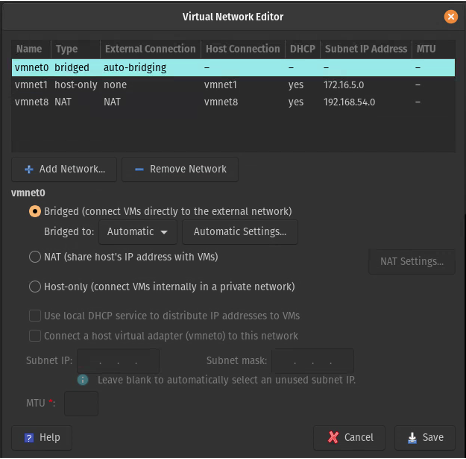 Virtual Network Editor
Name Type External Connection Host Connection DHCP Subnet IP Address MTU
vmnet0 bridged auto-bridging – – – –
vmnet1 host-only none vmnet1 yes 172.16.5.0 –
vmnet8 NAT NAT vmnet8 yes 192.168.54.0 –
+ Add Network... − Remove Network
vmnet0
Bridged (connect VMs directly to the external network)
Bridged to: Automatic Automatic Settings...
NAT (share host's IP address with VMs)
NAT Settings...
Host-only (connect VMs internally in a private network)
Use local DHCP service to distribute IP addresses to VMs
Connect a host virtual adapter (vmnet0) to this network
Subnet IP: . . . Subnet mask: . . .
Leave blank to automatically select an unused subnet IP.
MTU *:
Help Cancel Save